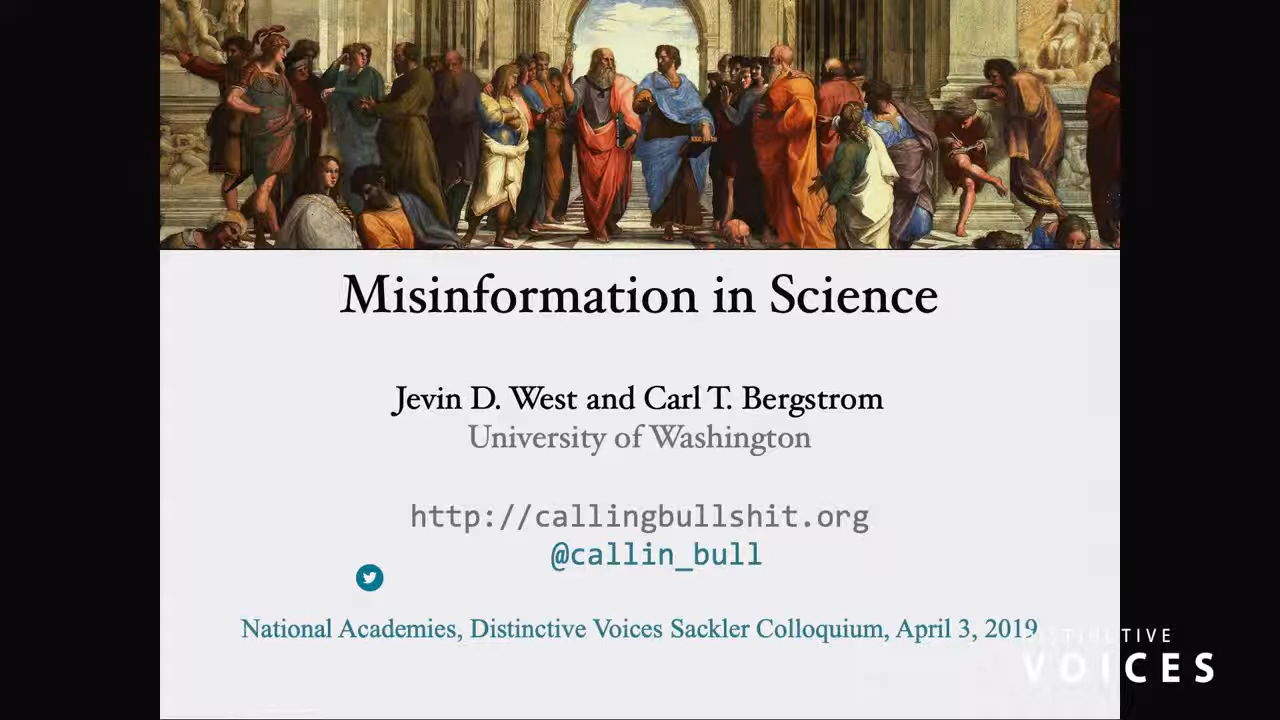 Misinformation in Science
Jevin D. West and Carl T. Bergstrom
University of Washington
http://callingbullshit.org
@callin_bull
National Academies, Distinctive Voices Sackler Colloquium, April 3, 2019
DISTINCTIVE
VOICES